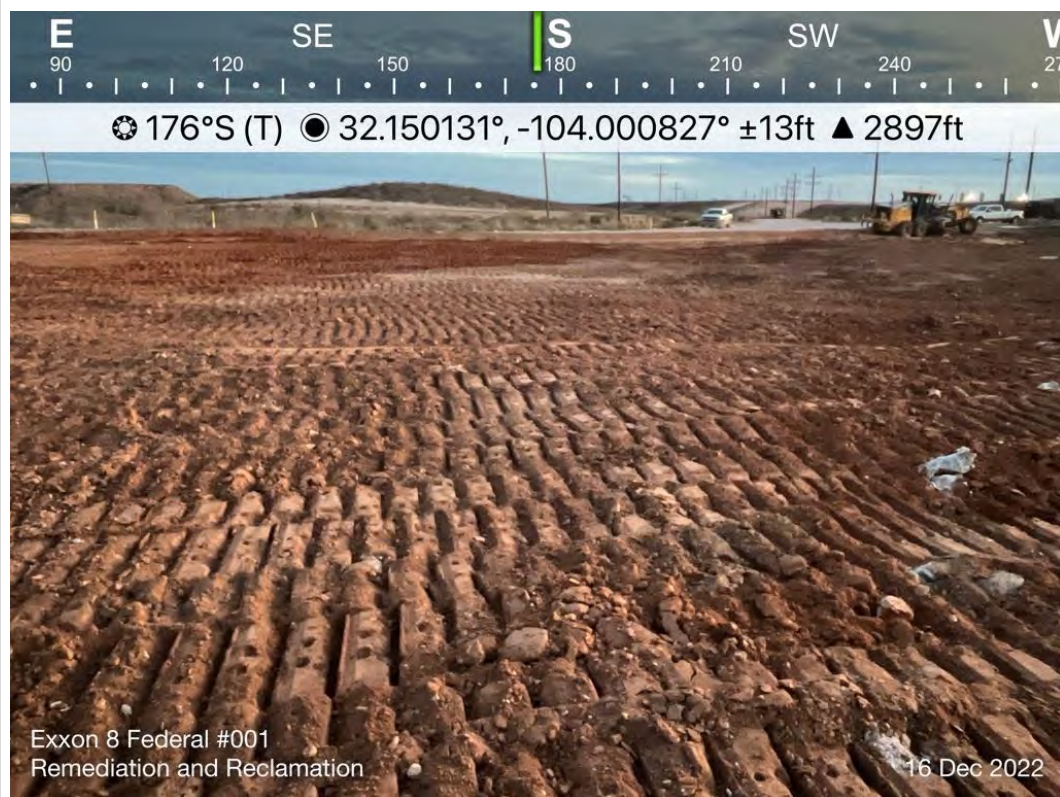 E SE S SW W
90 120 150 180 210 240 27
176°S (T) 32.150131°, -104.000827° ±13ft ▲ 2897ft
Exxon 8 Federal #001
Remediation and Reclamation
16 Dec 2022